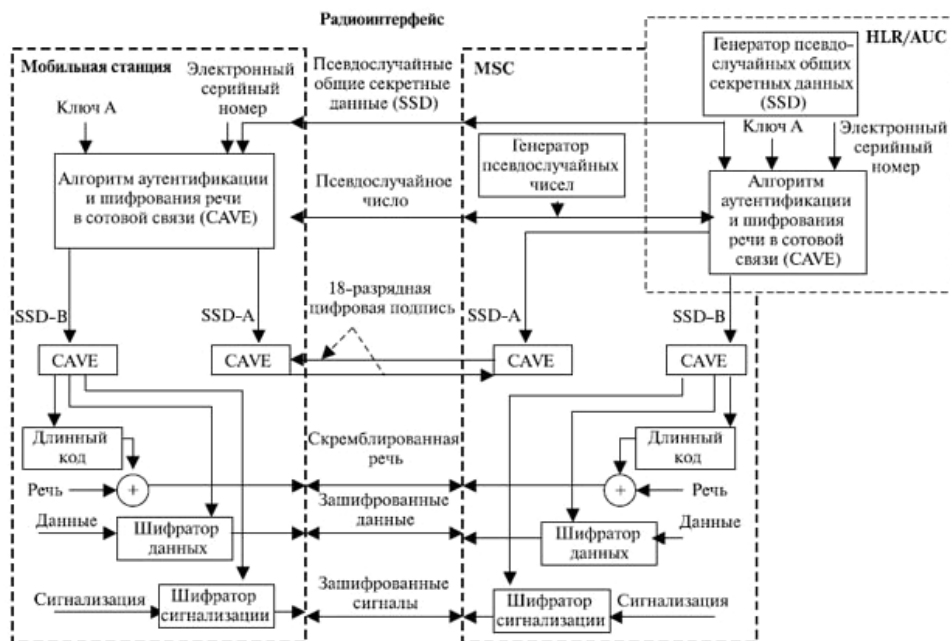 Радиоинтерфейс
HLR/AUC
Генератор псевдо-
случайных общих
секретных данных
(SSD)
Мобильная станция
Электронный
серийный
номер
Ключ А
Псевдослучайные
общие секретные
данные (SSD)
MSC
Ключ А
Электронный
серийный
номер
Генератор
псевдослучайных
чисел
Алгоритм аутентификации
и шифрования речи
в сотовой связи (CAVE)
Псевдослучайное
число
Алгоритм
аутентификации
и шифрования
речи в сотовой
связи (CAVE)
18-разрядная
цифровая подпись
SSD-B
SSD-A
SSD-A
SSD-B
CAVE
CAVE
CAVE
CAVE
Длинный
код
Скремблированная
речь
Длинный
код
Речь
+
+
Речь
Данные
Шифратор
данных
Зашифрованные
данные
Шифратор
данных
Данные
Сигнализация
Шифратор
сигнализации
Зашифрованные
сигналы
Шифратор
сигнализации
Сигнализация